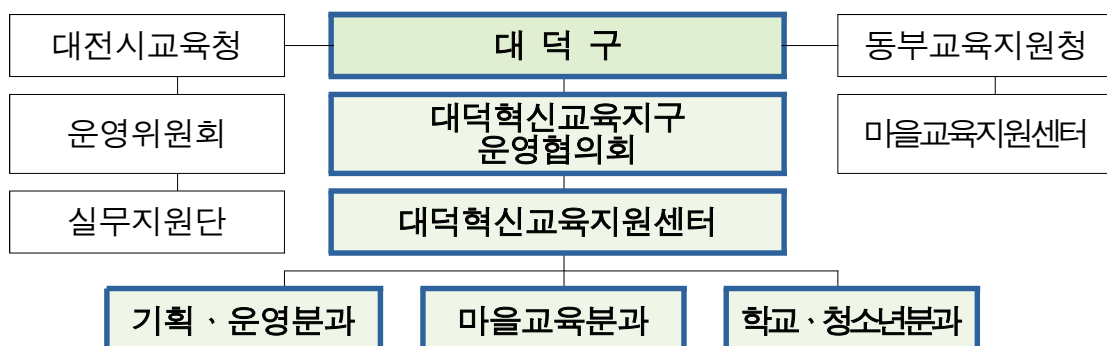 대전시교육청
대 덕 구
동부교육지원청
운영위원회
대덕혁신교육지구
운영협의회
마을교육지원센터
실무지원단
대덕혁신교육지원센터
기획ㆍ운영분과
마을교육분과
학교ㆍ청소년분과